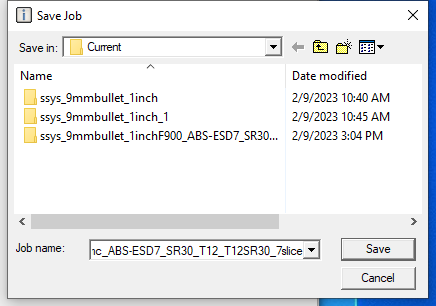 Save Job
Save in: Current
Name Date modified
ssys_9mmbullet_1inch 2/9/2023 10:40 AM
ssys_9mmbullet_1inch_1 2/9/2023 10:45 AM
ssys_9mmbullet_1inchF900_ABS-ESD7_SR30... 2/9/2023 3:04 PM
Job name: nc_ABS-ESD7_SR30_T12_T12SR30_7slice Save
Cancel